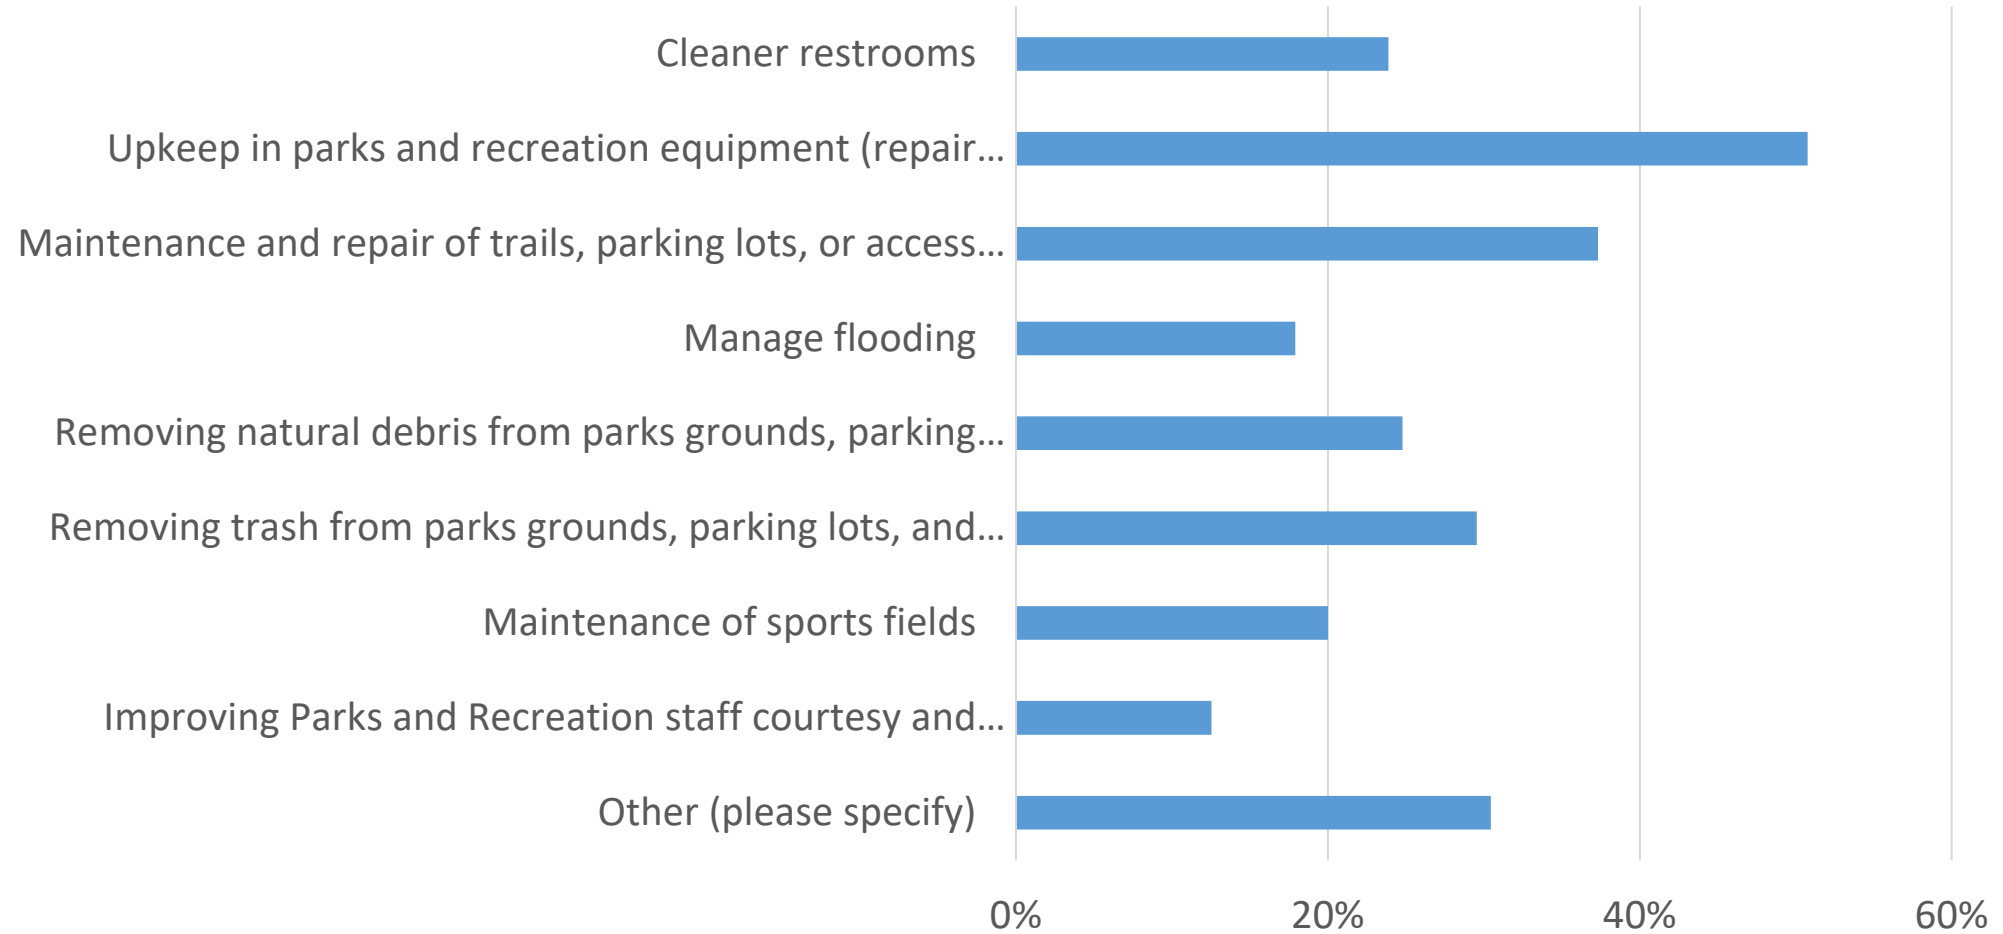 Cleaner restrooms
Upkeep in parks and recreation equipment (repair…
Maintenance and repair of trails, parking lots, or access…
Manage flooding
Removing natural debris from parks grounds, parking…
Removing trash from parks grounds, parking lots, and…
Maintenance of sports fields
Improving Parks and Recreation staff courtesy and…
Other (please specify)
0% 20% 40% 60%